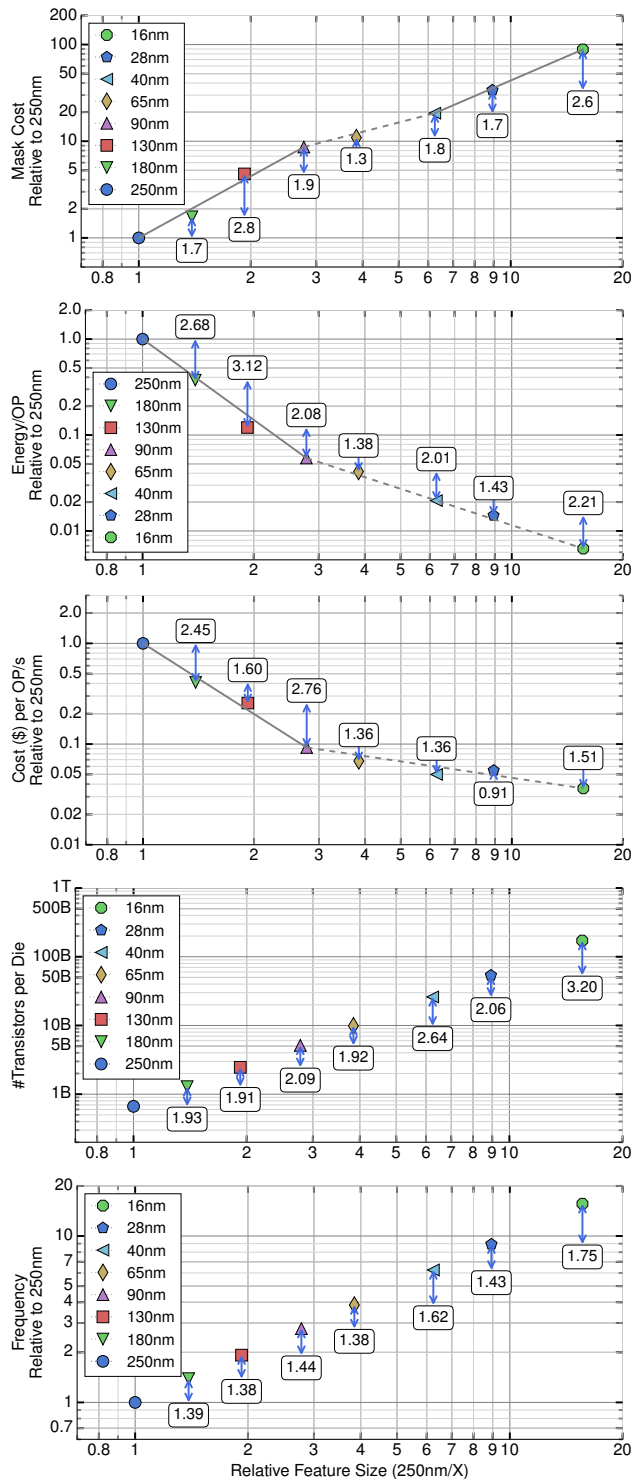 Mask Cost
Relative to 250nm
100
50
20
10
5
2
1
16nm
28nm
40nm
65nm
90nm
130nm
180nm
250nm
1.7
2.8
1.9
1.3
1.8
1.7
2.6
0.8 1 2 3 4 5 6 7 8 9 10 20
Energy/OP
Relative to 250nm
2.0
1.0
0.5
0.2
0.1
0.05
0.02
0.01
250nm
180nm
130nm
90nm
65nm
40nm
28nm
16nm
2.68
3.12
2.08
1.38
2.01
1.43
2.21
0.8 1 2 3 4 5 6 7 8 9 10 20
Cost ($) per OP/s
Relative to 250nm
2.0
1.0
0.5
0.2
0.1
0.05
0.02
0.01
2.45
1.60
2.76
1.36
1.36
0.91
1.51
0.8 1 2 3 4 5 6 7 8 9 10 20
#Transistors per Die
1T
500B
100B
50B
10B
5B
1B
16nm
28nm
40nm
65nm
90nm
130nm
180nm
250nm
1.93
1.91
2.09
1.92
2.64
2.06
3.20
0.8 1 2 3 4 5 6 7 8 9 10 20
Frequency
Relative to 250nm
20
10
7
5
4
3
2
1
0.7
16nm
28nm
40nm
65nm
90nm
130nm
180nm
250nm
1.39
1.38
1.44
1.38
1.62
1.43
1.75
0.8 1 2 3 4 5 6 7 8 9 10 20
Relative Feature Size (250nm/X)